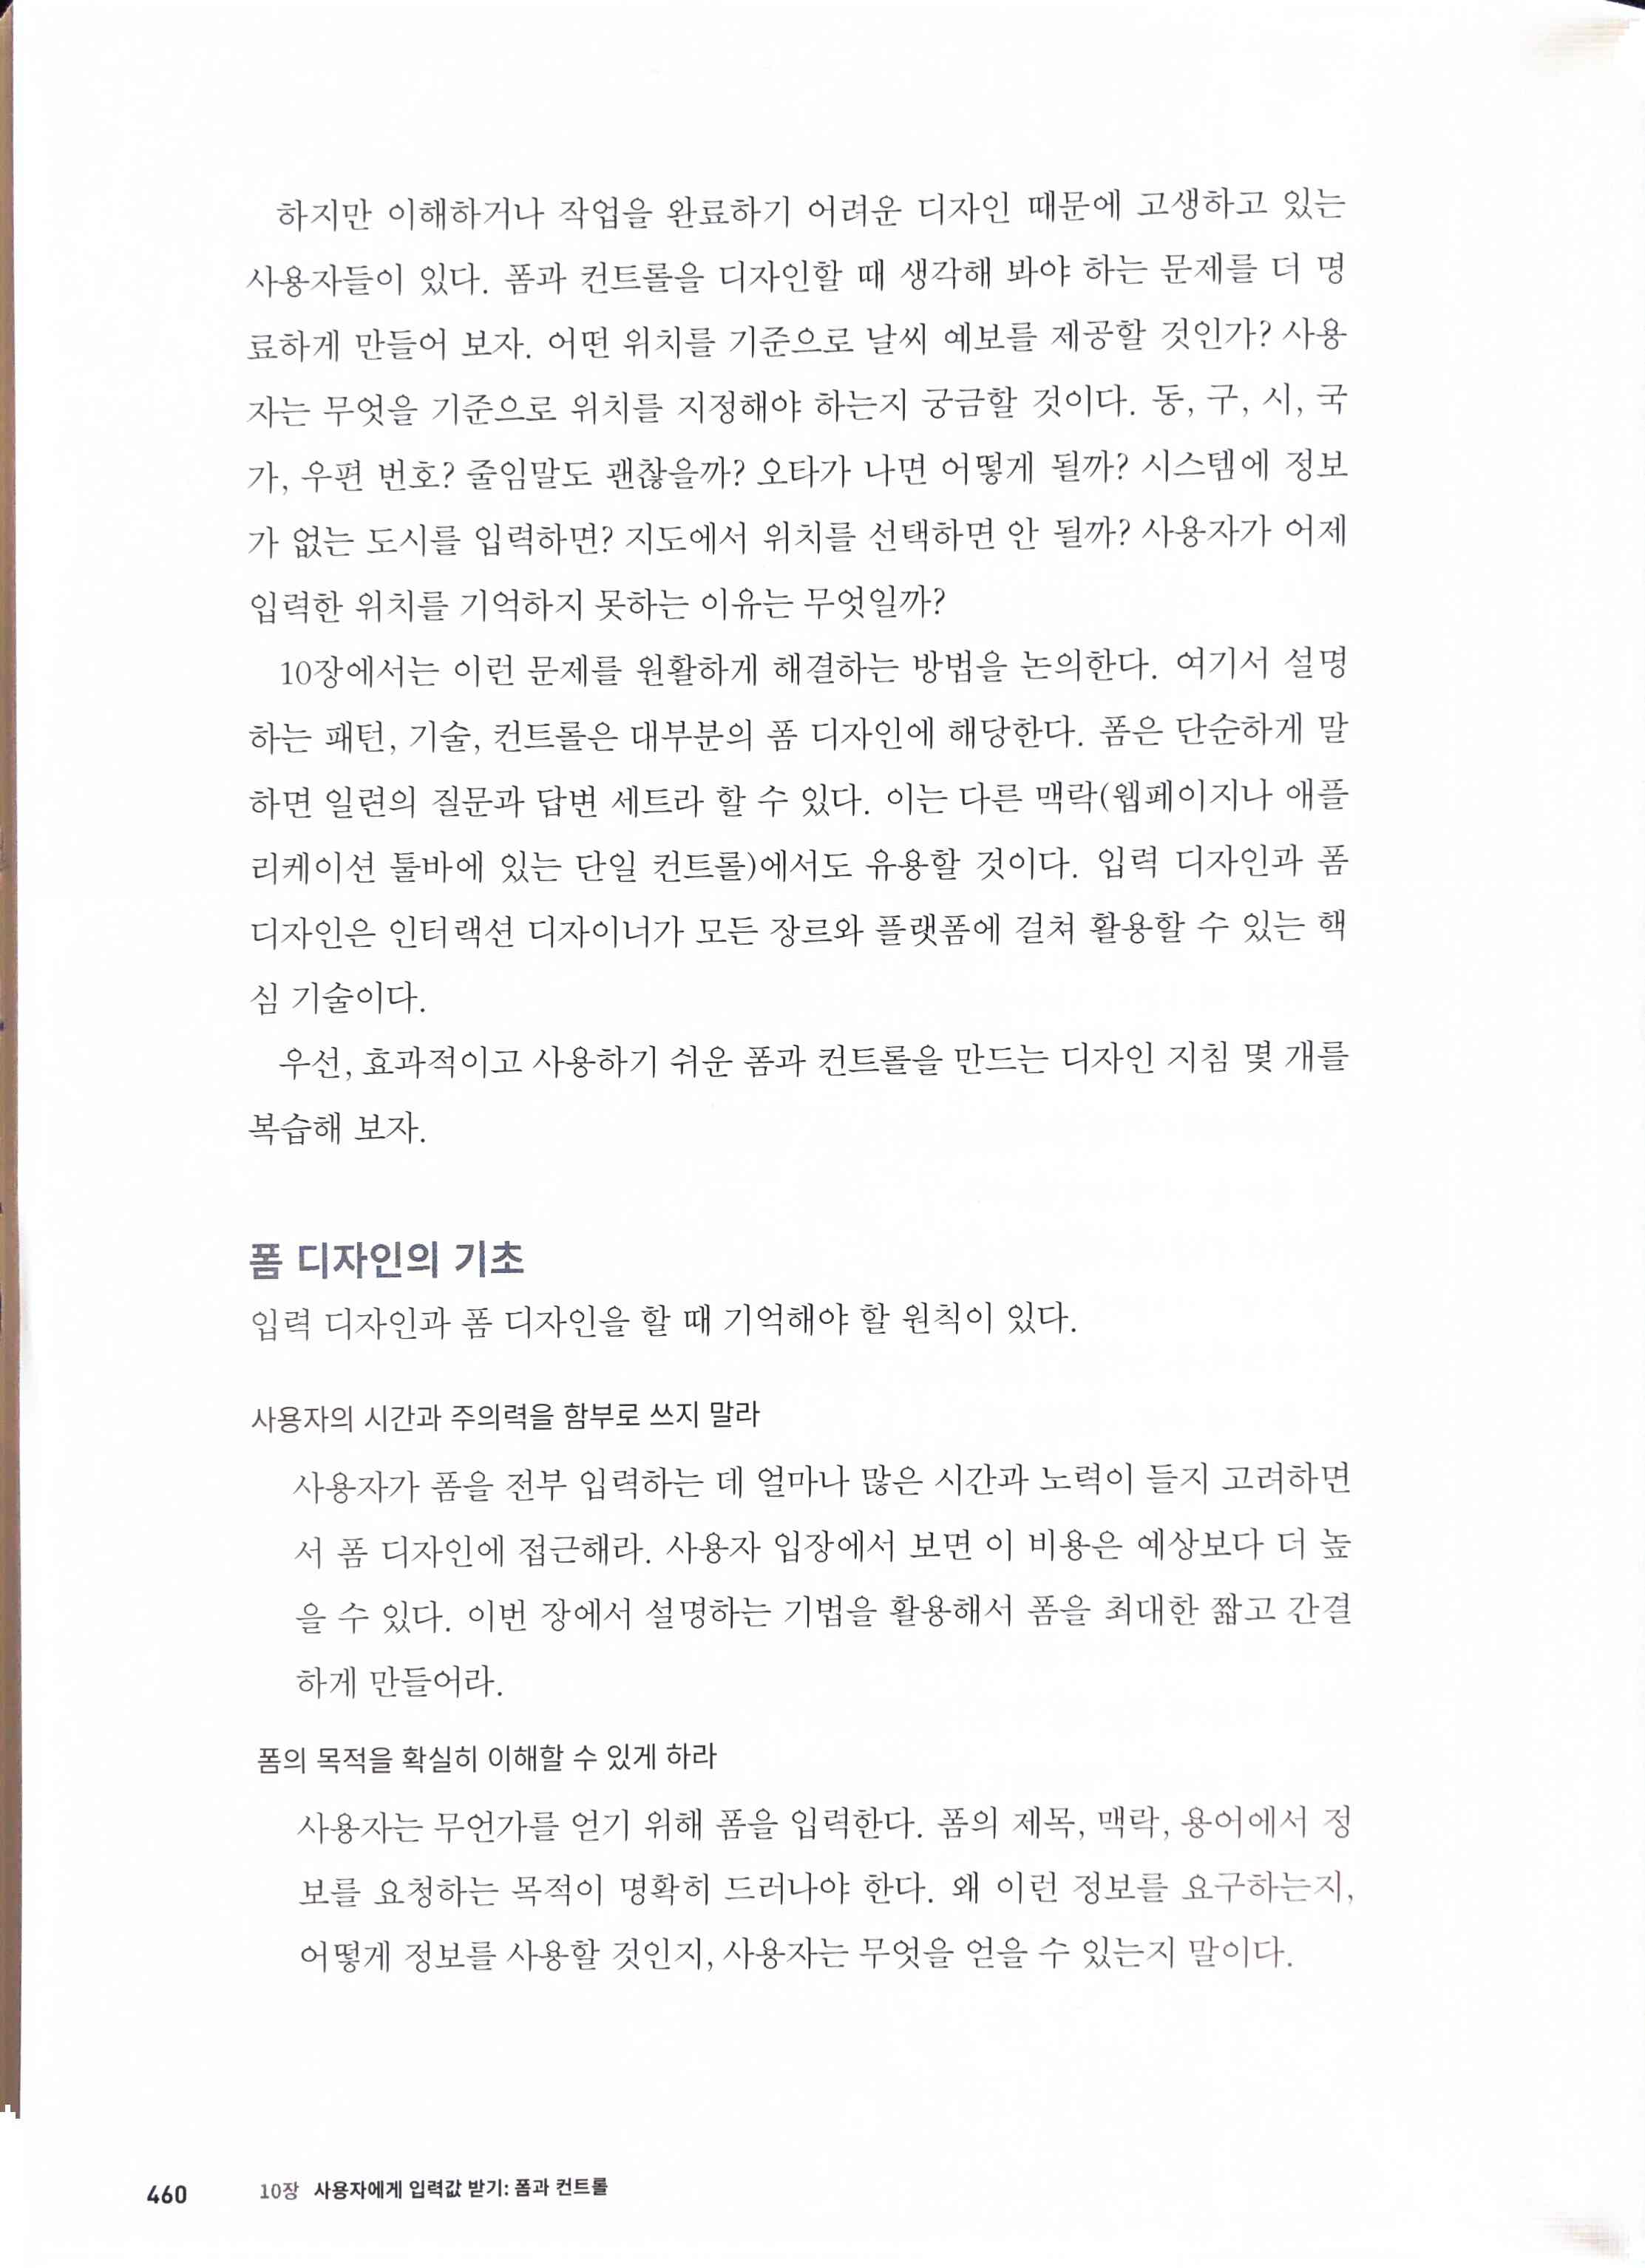 하지만 이해하거나 작업을 완료하기 어려운 디자인 때문에 고생하고 있는
사용자들이 있다. 폼과 컨트롤을 디자인할 때 생각해 봐야 하는 문제를 더 명
료하게 만들어 보자. 어떤 위치를 기준으로 날씨 예보를 제공할 것인가? 사용
자는 무엇을 기준으로 위치를 지정해야 하는지 궁금할 것이다. 동, 구, 시, 국
가, 우편 번호? 줄임말도 괜찮을까? 오타가 나면 어떻게 될까? 시스템에 정보
가 없는 도시를 입력하면? 지도에서 위치를 선택하면 안 될까? 사용자가 어제
입력한 위치를 기억하지 못하는 이유는 무엇일까?
10장에서는 이런 문제를 원활하게 해결하는 방법을 논의한다. 여기서 설명
하는 패턴, 기술, 컨트롤은 대부분의 폼 디자인에 해당한다. 폼은 단순하게 말
하면 일련의 질문과 답변 세트라 할 수 있다. 이는 다른 맥락(웹페이지나 애플
리케이션 툴바에 있는 단일 컨트롤)에서도 유용할 것이다. 입력 디자인과 폼
디자인은 인터랙션 디자이너가 모든 장르와 플랫폼에 걸쳐 활용할 수 있는 핵
심 기술이다.
우선, 효과적이고 사용하기 쉬운 폼과 컨트롤을 만드는 디자인 지침 몇 개를
복습해 보자.
폼 디자인의 기초
입력 디자인과 폼 디자인을 할 때 기억해야 할 원칙이 있다.
사용자의 시간과 주의력을 함부로 쓰지 말라
사용자가 폼을 전부 입력하는 데 얼마나 많은 시간과 노력이 들지 고려하면
서 폼 디자인에 접근해라. 사용자 입장에서 보면 이 비용은 예상보다 더 높
을 수 있다. 이번 장에서 설명하는 기법을 활용해서 폼을 최대한 짧고 간결
하게 만들어라.
폼의 목적을 확실히 이해할 수 있게 하라
사용자는 무언가를 얻기 위해 폼을 입력한다. 폼의 제목, 맥락, 용어에서 정
보를 요청하는 목적이 명확히 드러나야 한다. 왜 이런 정보를 요구하는지,
어떻게 정보를 사용할 것인지, 사용자는 무엇을 얻을 수 있는지 말이다.
460 10장 사용자에게 입력값 받기: 폼과 컨트롤